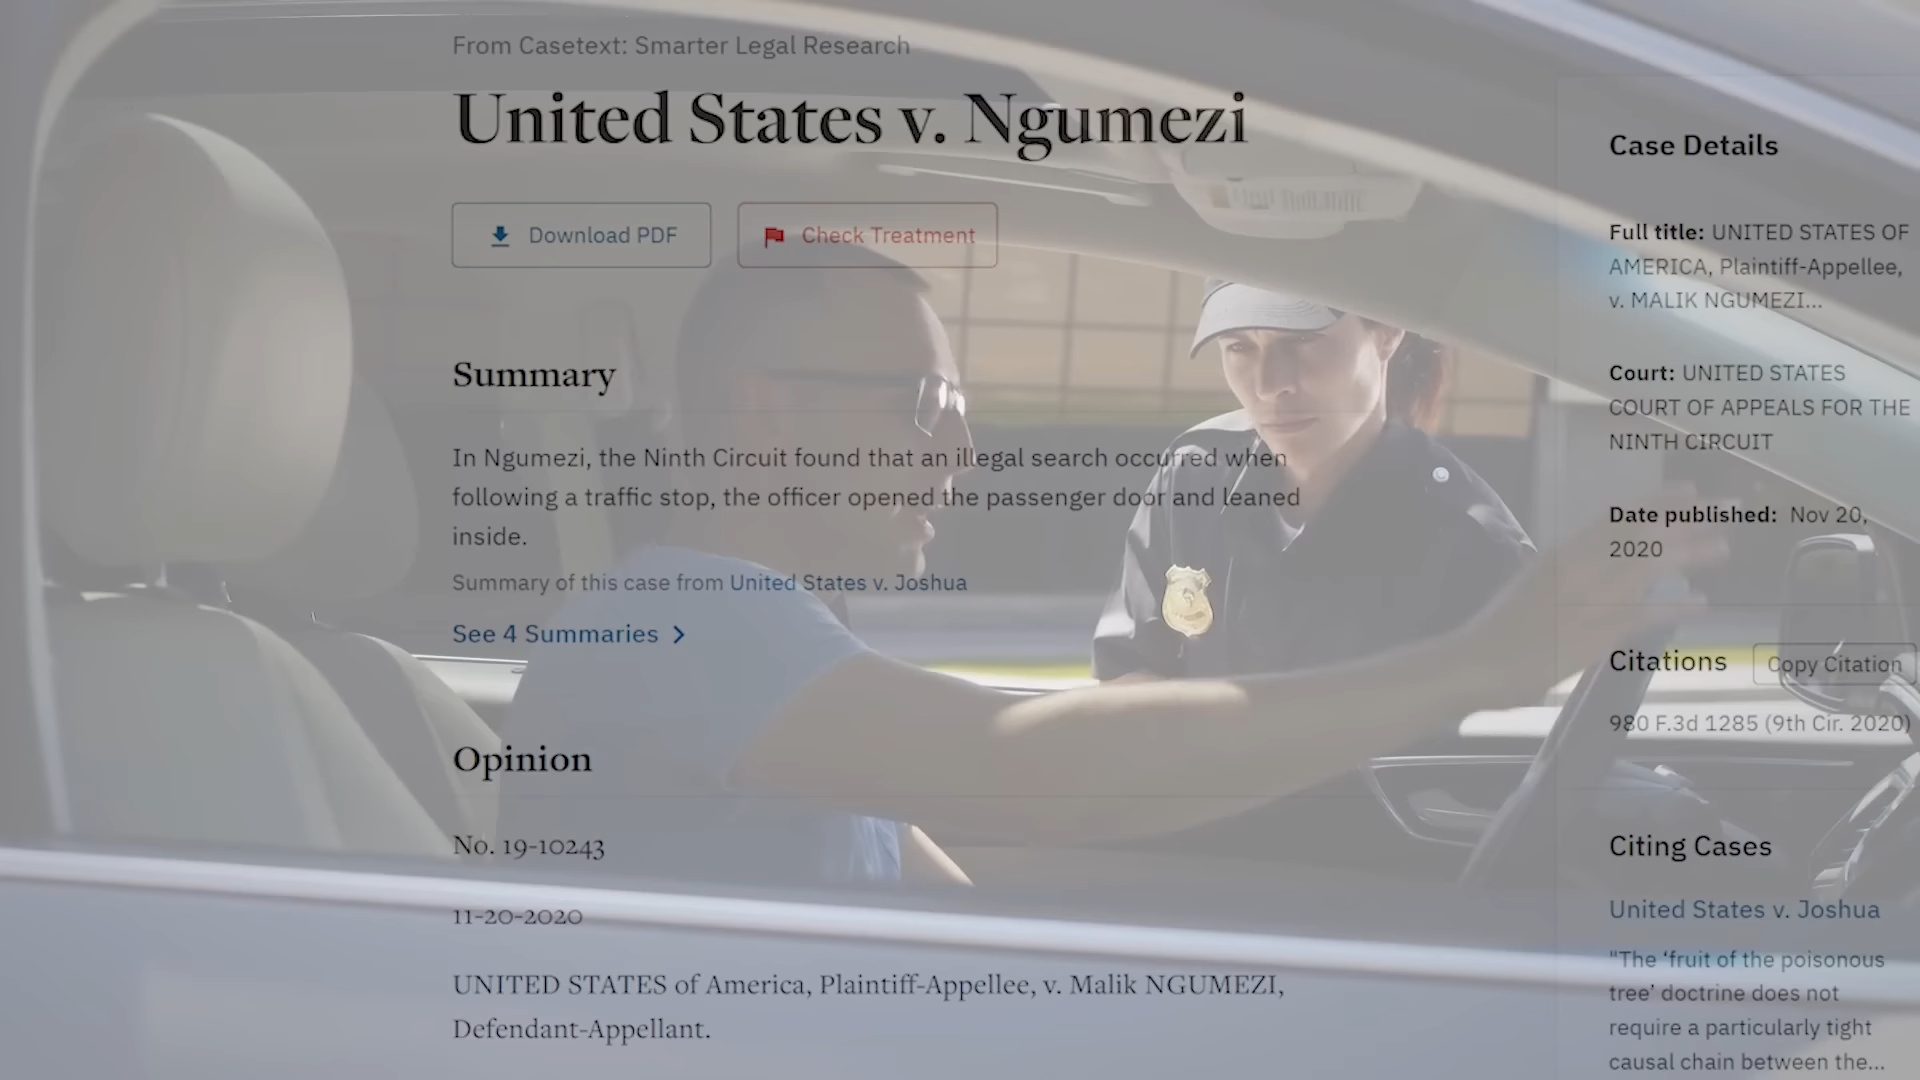 From Casetext: Smarter Legal Research
United States v. Ngumezi
Download PDF
Check Treatment
Summary
In Ngumezi, the Ninth Circuit found that an illegal search occurred when
following a traffic stop, the officer opened the passenger door and leaned
inside.
Summary of this case from United States v. Joshua
See 4 Summaries
Opinion
No. 19-10243
11-20-2020
UNITED STATES of America, Plaintiff-Appellee, v. Malik NGUMEZI,
Defendant-Appellant.
Case Details
Full title: UNITED STATES OF
AMERICA, Plaintiff-Appellee,
v. MALIK NGUMEZI...
Court: UNITED STATES
COURT OF APPEALS FOR THE
NINTH CIRCUIT
Date published: Nov 20,
2020
Citations
Copy Citation
980 F.3d 1285 (9th Cir. 2020)
Citing Cases
United States v. Joshua
“The ‘fruit of the poisonous
tree’ doctrine does not
require a particularly tight
causal chain between the...